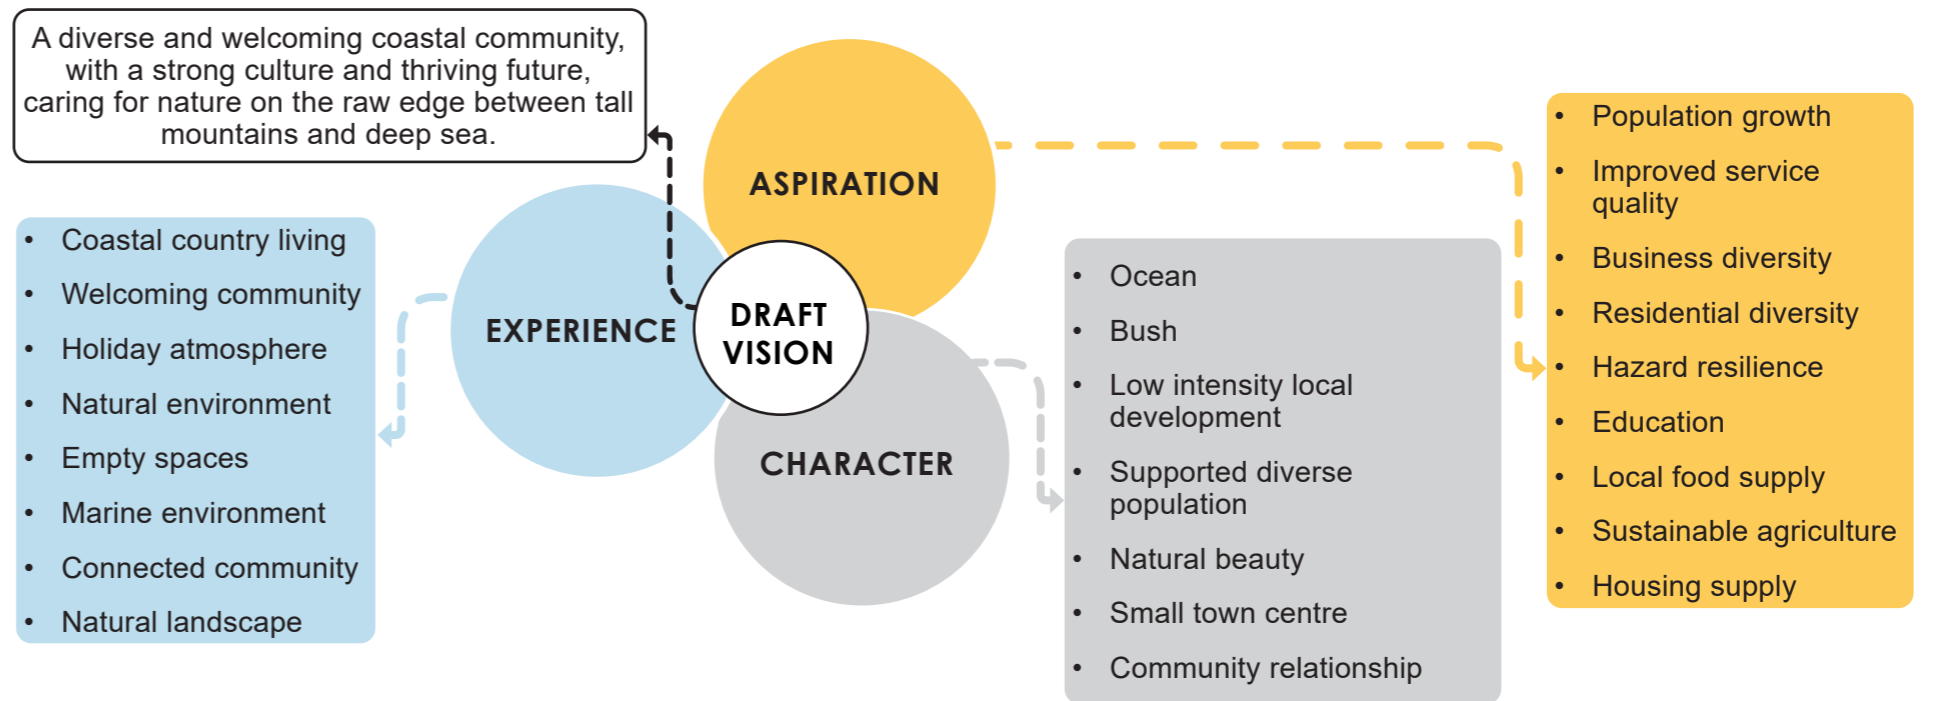 A diverse and welcoming coastal community,
with a strong culture and thriving future,
caring for nature on the raw edge between tall
mountains and deep sea.
ASPIRATION
EXPERIENCE
DRAFT
VISION
CHARACTER
• Coastal country living
• Welcoming community
• Holiday atmosphere
• Natural environment
• Empty spaces
• Marine environment
• Connected community
• Natural landscape
• Ocean
• Bush
• Low intensity local
development
• Supported diverse
population
• Natural beauty
• Small town centre
• Community relationship
• Population growth
• Improved service
quality
• Business diversity
• Residential diversity
• Hazard resilience
• Education
• Local food supply
• Sustainable agriculture
• Housing supply